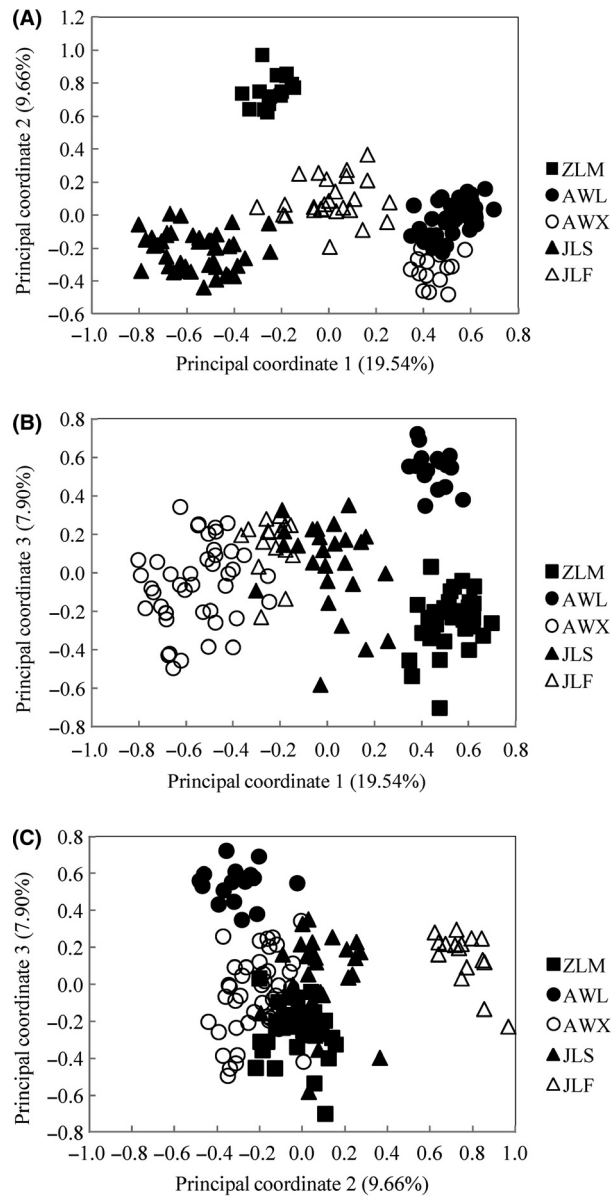 (A)
1.2
1.0
0.8
0.6
0.4
0.2
0.0
−0.2
−0.4
−0.6
Principal coordinate 2 (9.66%)
−1.0 −0.8 −0.6 −0.4 −0.2 0.0 0.2 0.4 0.6 0.8
Principal coordinate 1 (19.54%)
ZLM
AWL
AWX
JLS
JLF
(B)
0.8
0.6
0.4
0.2
0.0
−0.2
−0.4
−0.6
−0.8
Principal coordinate 3 (7.90%)
−1.0 −0.8 −0.6 −0.4 −0.2 0.0 0.2 0.4 0.6 0.8
Principal coordinate 1 (19.54%)
ZLM
AWL
AWX
JLS
JLF
(C)
0.8
0.6
0.4
0.2
0.0
−0.2
−0.4
−0.6
−0.8
Principal coordinate 3 (7.90%)
−1.0 −0.8 −0.6 −0.4 −0.2 0.0 0.2 0.4 0.6 0.8 1.0
Principal coordinate 2 (9.66%)
ZLM
AWL
AWX
JLS
JLF